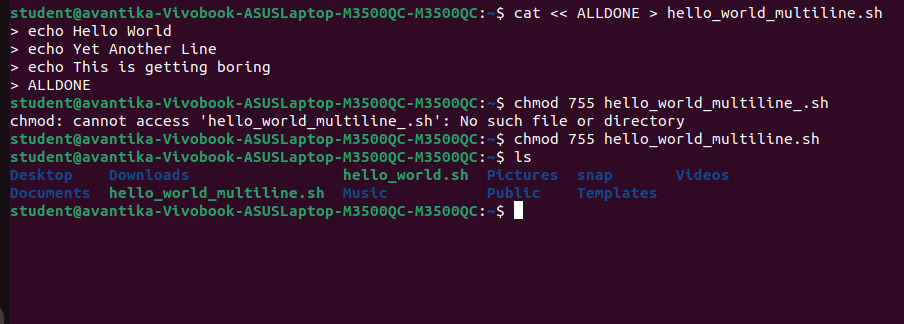 student@avantika-Vivobook-ASUSLaptop-M3500QC-M3500QC:~$ cat << ALLDONE > hello_world_multiline.sh
> echo Hello World
> echo Yet Another Line
> echo This is getting boring
> ALLDONE
student@avantika-Vivobook-ASUSLaptop-M3500QC-M3500QC:~$ chmod 755 hello_world_multiline_.sh
chmod: cannot access 'hello_world_multiline_.sh': No such file or directory
student@avantika-Vivobook-ASUSLaptop-M3500QC-M3500QC:~$ chmod 755 hello_world_multiline.sh
student@avantika-Vivobook-ASUSLaptop-M3500QC-M3500QC:~$ ls
Desktop    Downloads                 hello_world.sh  Pictures  snap       Videos
Documents  hello_world_multiline.sh  Music           Public    Templates
student@avantika-Vivobook-ASUSLaptop-M3500QC-M3500QC:~$